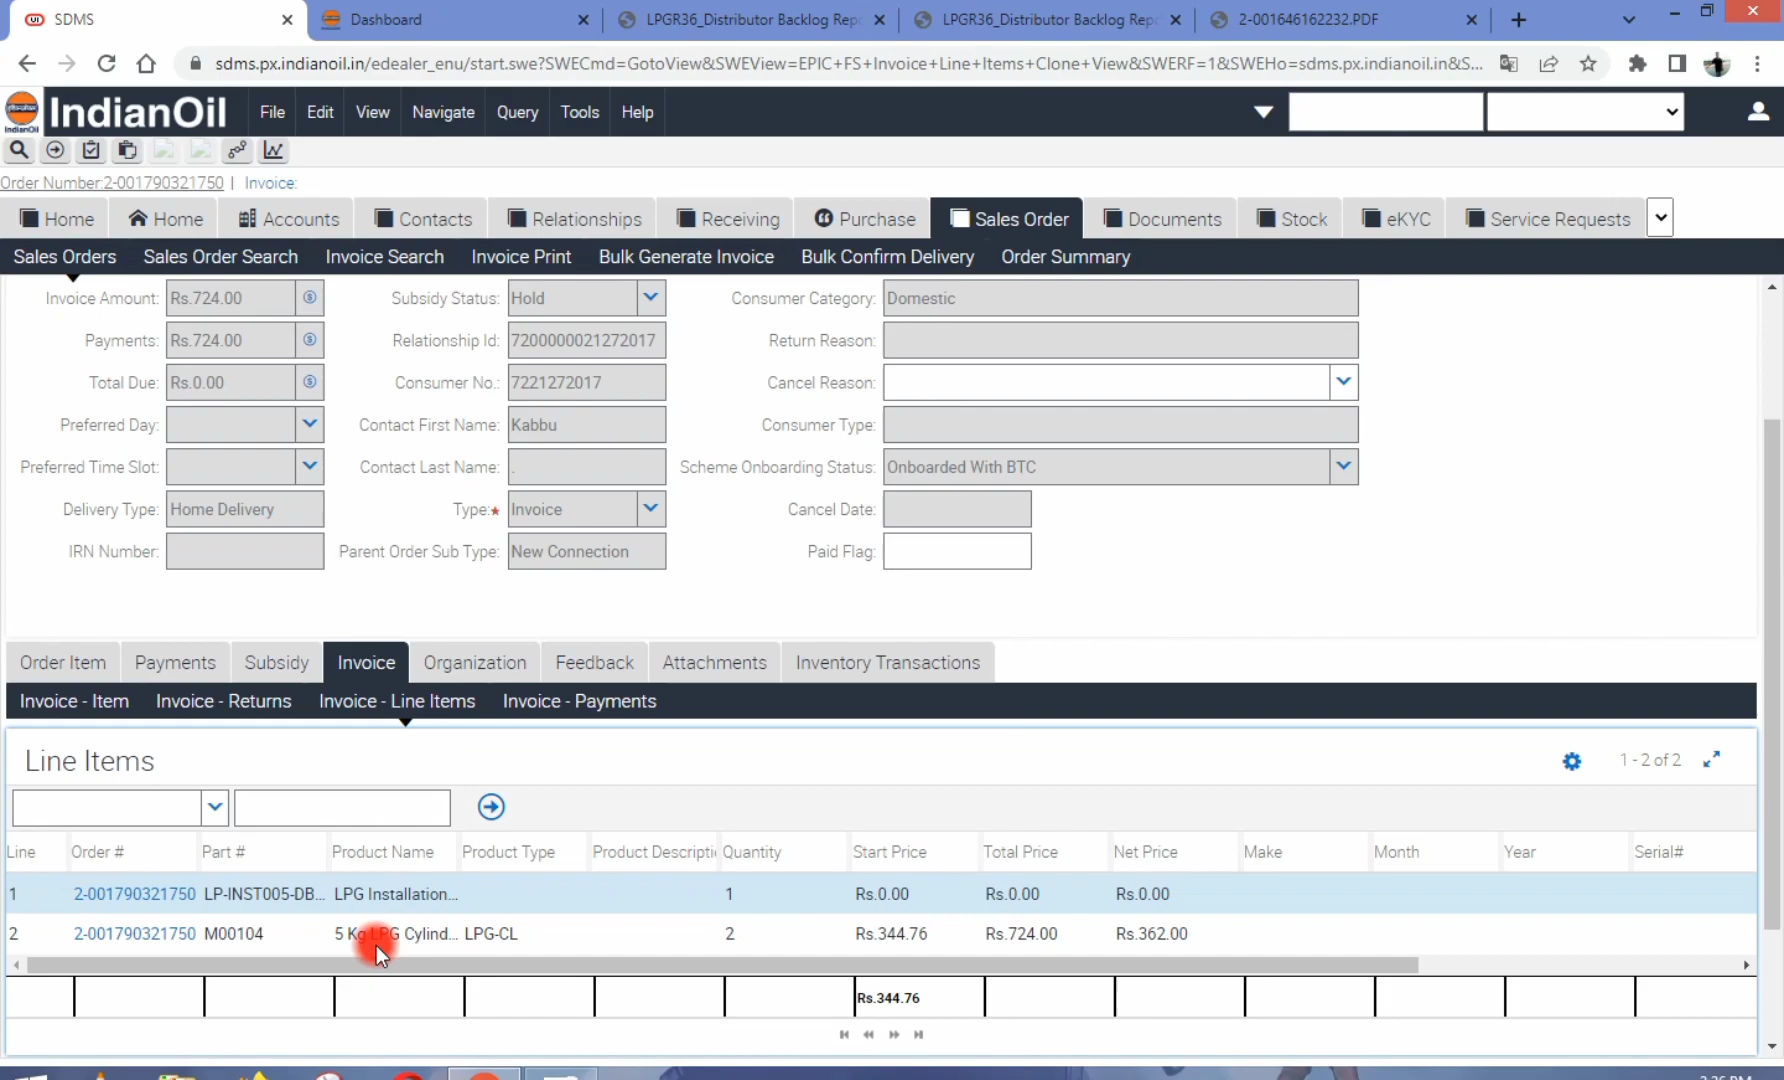 SDMS
Dashboard
LPGR36_Distributor Backlog Rep
LPGR36_Distributor Backlog Rep
2-001646162232.PDF
sdms.px.indianoil.in/edealer_enu/start.swe?SWECmd=GotoView&SWEView=EPIC+FS+Invoice+Line+Items+Clone+View&SWERF=1&SWEHo=sdms.px.indianoil.in&S...
IndianOil File Edit View Navigate Query Tools Help
Order Number:2-001790321750 | Invoice:
Home Home Accounts Contacts Relationships Receiving Purchase Sales Order Documents Stock eKYC Service Requests
Sales Orders Sales Order Search Invoice Search Invoice Print Bulk Generate Invoice Bulk Confirm Delivery Order Summary
Invoice Amount: Rs.724.00 Subsidy Status: Hold Consumer Category: Domestic
Payments: Rs.724.00 Relationship Id: 7200000021272017 Return Reason:
Total Due: Rs.0.00 Consumer No.: 7221272017 Cancel Reason:
Preferred Day: Contact First Name: Kabbu Consumer Type:
Preferred Time Slot: Contact Last Name: . Scheme Onboarding Status: Onboarded With BTC
Delivery Type: Home Delivery Type:★ Invoice Cancel Date:
IRN Number: Parent Order Sub Type: New Connection Paid Flag:
Order Item Payments Subsidy Invoice Organization Feedback Attachments Inventory Transactions
Invoice - Item Invoice - Returns Invoice - Line Items Invoice - Payments
Line Items 1 - 2 of 2
Line Order # Part # Product Name Product Type Product Descripti Quantity Start Price Total Price Net Price Make Month Year Serial#
1 2-001790321750 LP-INST005-DB... LPG Installation... 1 Rs.0.00 Rs.0.00 Rs.0.00
2 2-001790321750 M00104 5 Kg LPG Cylind... LPG-CL 2 Rs.344.76 Rs.724.00 Rs.362.00
Rs.344.76